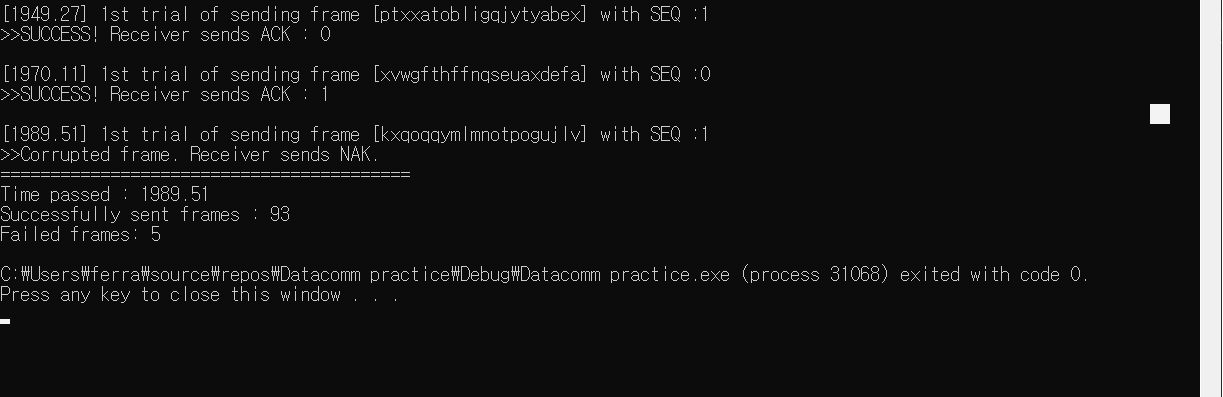 [1949.27] 1st trial of sending frame [ptxxatobligqjytyabex] with SEQ :1
>>SUCCESS! Receiver sends ACK : 0
[1970.11] 1st trial of sending frame [xvwgfthffnqseuaxdefa] with SEQ :0
>>SUCCESS! Receiver sends ACK : 1
[1989.51] 1st trial of sending frame [kxqoqqymlmnotpogujlv] with SEQ :1
>>Corrupted frame. Receiver sends NAK.
=========================================
Time passed : 1989.51
Successfully sent frames : 93
Failed frames: 5
C:₩Users₩ferra₩source₩repos₩Datacomm practice₩Debug₩Datacomm practice.exe (process 31068) exited with code 0.
Press any key to close this window . . .